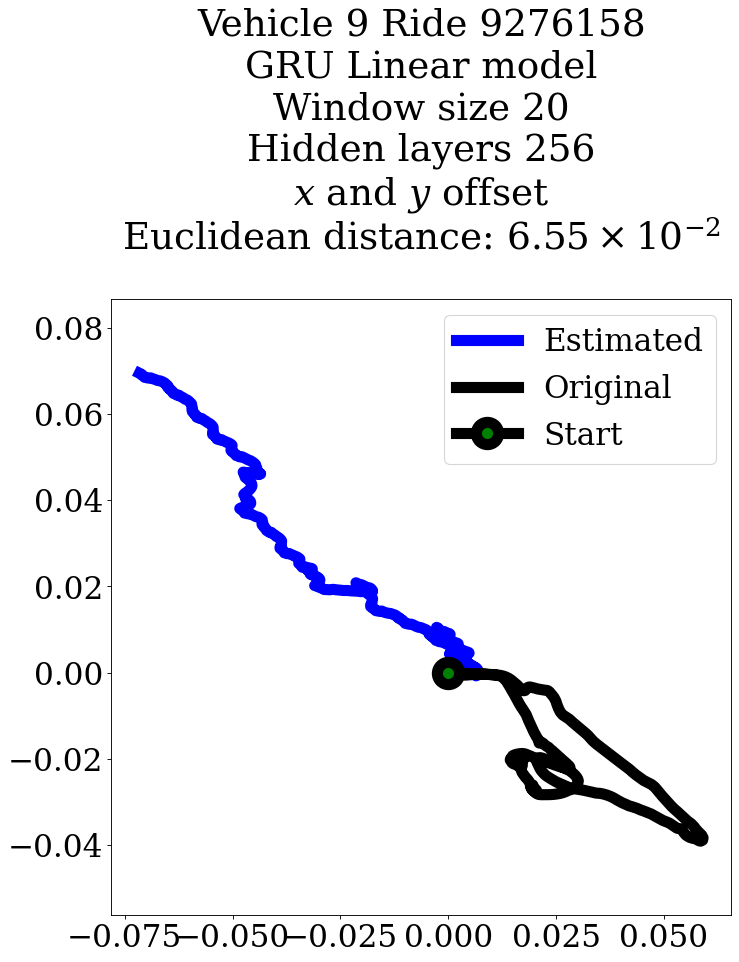 Vehicle 9 Ride 9276158
GRU Linear model
Window size 20
Hidden layers 256
x and y offset
Euclidean distance: 6.55 × 10⁻²
Estimated
Original
Start
0.08
0.06
0.04
0.02
0.00
−0.02
−0.04
−0.075 −0.050 −0.025 0.000 0.025 0.050